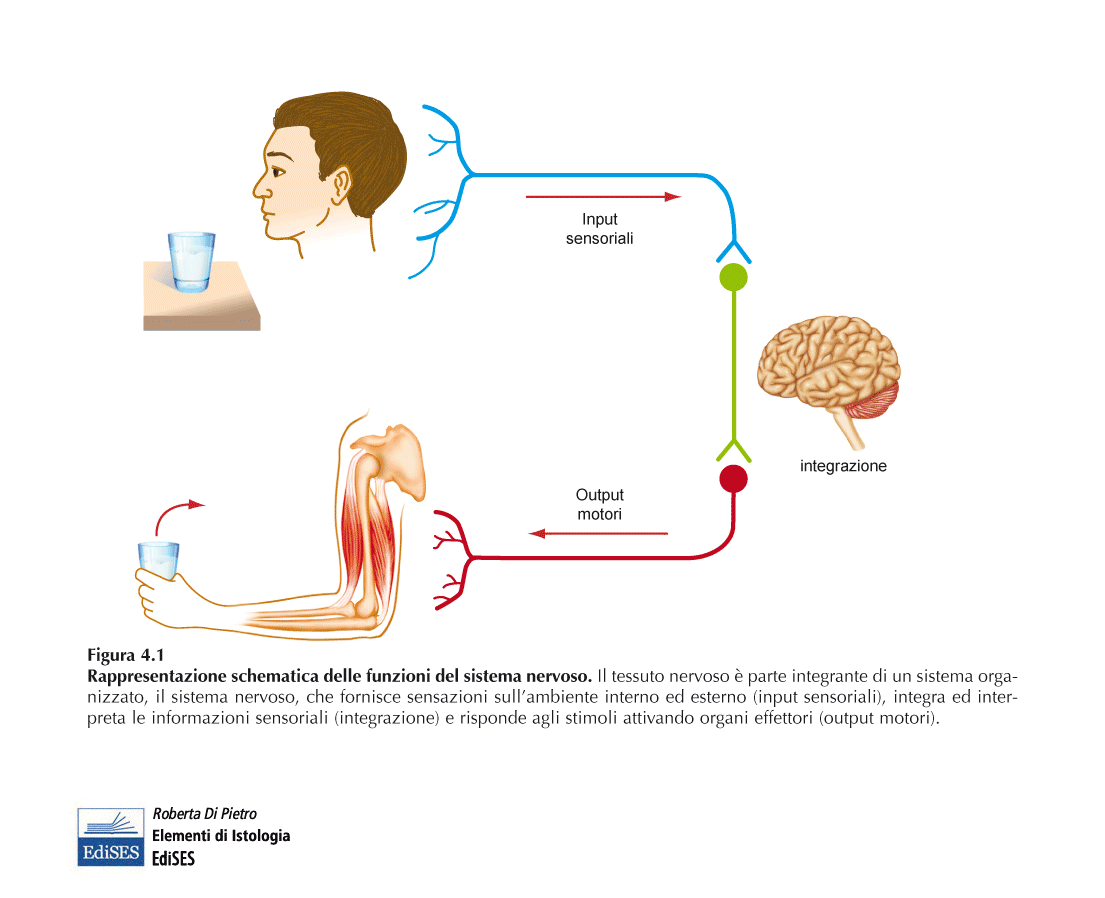 Input
sensoriali
integrazione
Output
motori
Figura 4.1
Rappresentazione schematica delle funzioni del sistema nervoso. Il tessuto nervoso è parte integrante di un sistema orga-
nizzato, il sistema nervoso, che fornisce sensazioni sull'ambiente interno ed esterno (input sensoriali), integra ed inter-
preta le informazioni sensoriali (integrazione) e risponde agli stimoli attivando organi effettori (output motori).
Roberta Di Pietro
Elementi di Istologia
EdiSES
EdiSES